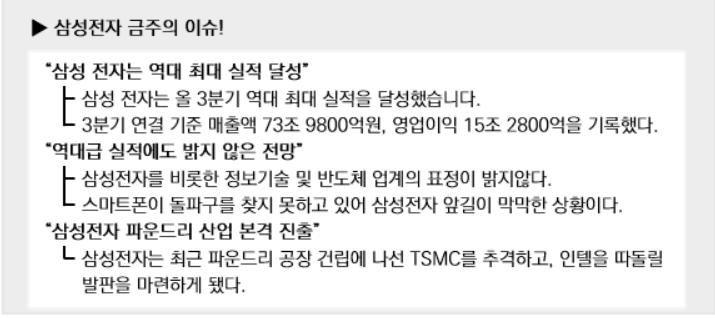 ▶ 삼성전자 금주의 이슈!
“삼성 전자는 역대 최대 실적 달성”
삼성 전자는 올 3분기 역대 최대 실적을 달성했습니다.
3분기 연결 기준 매출액 73조 9800억원, 영업이익 15조 2800억을 기록했다.
“역대급 실적에도 밝지 않은 전망”
삼성전자를 비롯한 정보기술 및 반도체 업계의 표정이 밝지않다.
스마트폰이 돌파구를 찾지 못하고 있어 삼성전자 앞길이 막막한 상황이다.
“삼성전자 파운드리 산업 본격 진출”
삼성전자는 최근 파운드리 공장 건립에 나선 TSMC를 추격하고, 인텔을 따돌릴
발판을 마련하게 됐다.